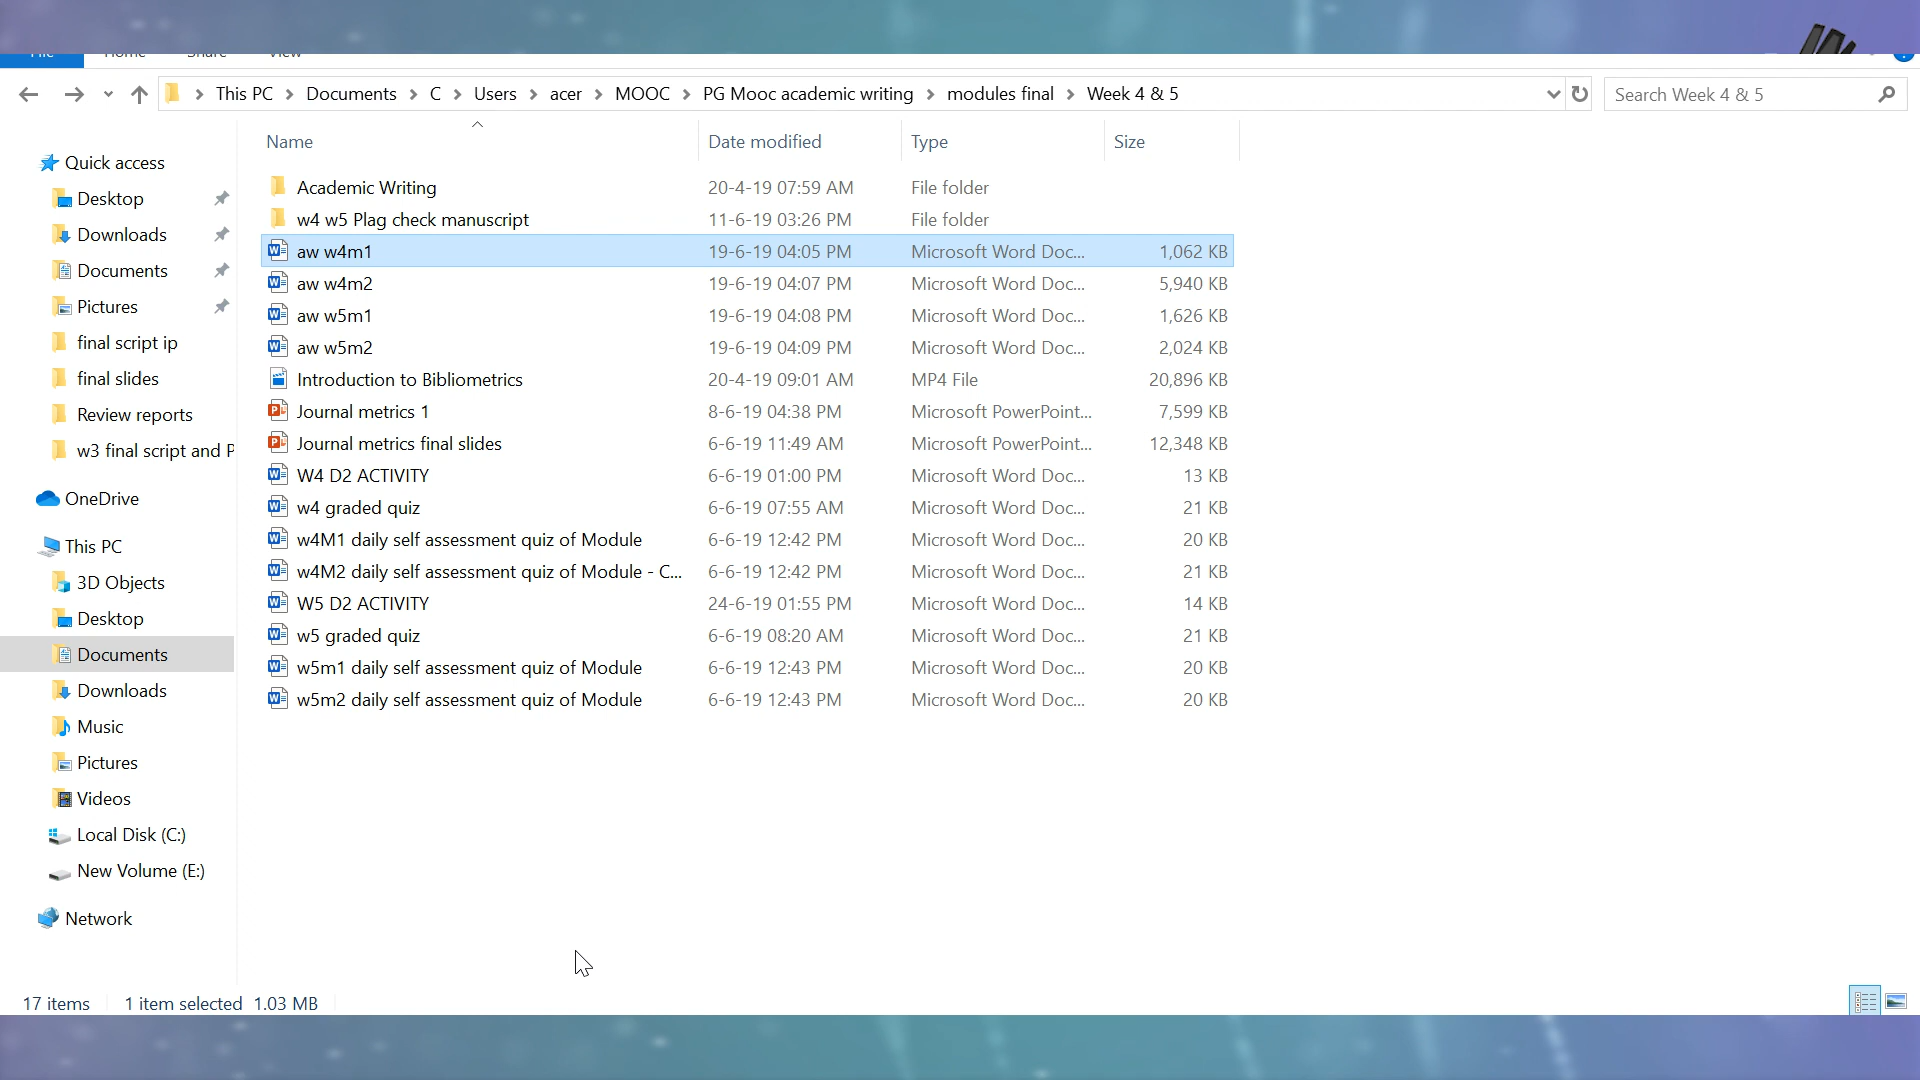 File Home Share View
This PC Documents C Users acer MOOC PG Mooc academic writing modules final Week 4 & 5
Search Week 4 & 5
Name Date modified Type Size
Quick access
Desktop
Downloads
Documents
Pictures
final script ip
final slides
Review reports
w3 final script and P
OneDrive
This PC
3D Objects
Desktop
Documents
Downloads
Music
Pictures
Videos
Local Disk (C:)
New Volume (E:)
Network
Academic Writing 20-4-19 07:59 AM File folder
w4 w5 Plag check manuscript 11-6-19 03:26 PM File folder
aw w4m1 19-6-19 04:05 PM Microsoft Word Doc... 1,062 KB
aw w4m2 19-6-19 04:07 PM Microsoft Word Doc... 5,940 KB
aw w5m1 19-6-19 04:08 PM Microsoft Word Doc... 1,626 KB
aw w5m2 19-6-19 04:09 PM Microsoft Word Doc... 2,024 KB
Introduction to Bibliometrics 20-4-19 09:01 AM MP4 File 20,896 KB
Journal metrics 1 8-6-19 04:38 PM Microsoft PowerPoint... 7,599 KB
Journal metrics final slides 6-6-19 11:49 AM Microsoft PowerPoint... 12,348 KB
W4 D2 ACTIVITY 6-6-19 01:00 PM Microsoft Word Doc... 13 KB
w4 graded quiz 6-6-19 07:55 AM Microsoft Word Doc... 21 KB
w4M1 daily self assessment quiz of Module 6-6-19 12:42 PM Microsoft Word Doc... 20 KB
w4M2 daily self assessment quiz of Module - C... 6-6-19 12:42 PM Microsoft Word Doc... 21 KB
W5 D2 ACTIVITY 24-6-19 01:55 PM Microsoft Word Doc... 14 KB
w5 graded quiz 6-6-19 08:20 AM Microsoft Word Doc... 21 KB
w5m1 daily self assessment quiz of Module 6-6-19 12:43 PM Microsoft Word Doc... 20 KB
w5m2 daily self assessment quiz of Module 6-6-19 12:43 PM Microsoft Word Doc... 20 KB
17 items 1 item selected 1.03 MB